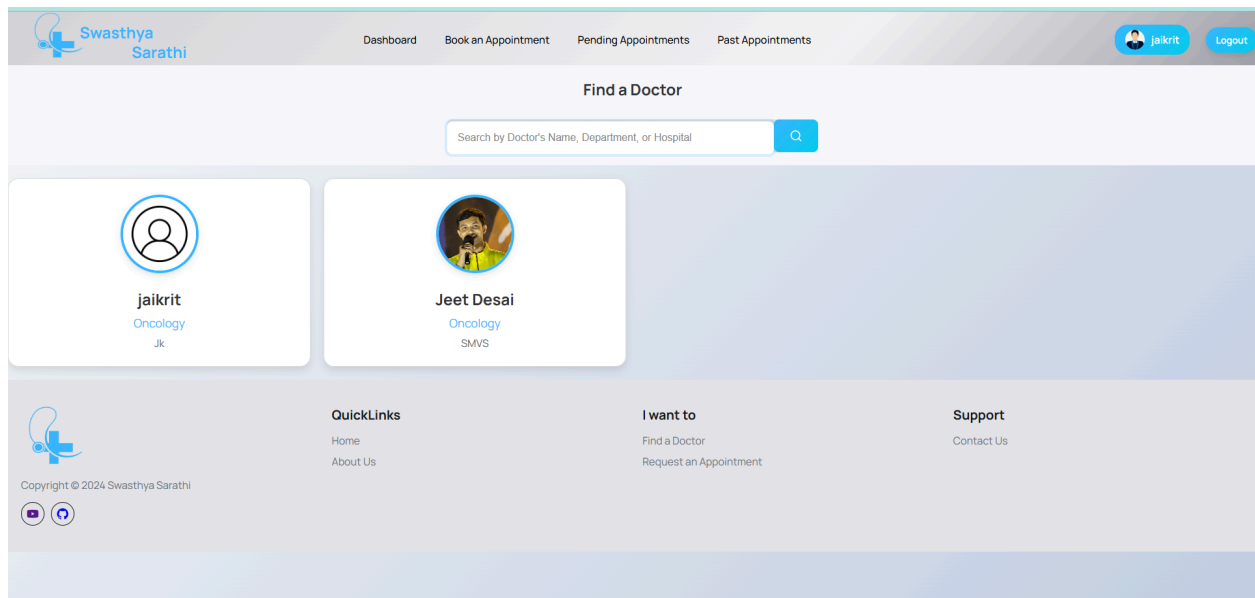 Swasthya
Sarathi
Dashboard Book an Appointment Pending Appointments Past Appointments
jaikrit
Logout
Find a Doctor
Search by Doctor's Name, Department, or Hospital
jaikrit
Oncology
Jk
Jeet Desai
Oncology
SMVS
Copyright © 2024 Swasthya Sarathi
QuickLinks
Home
About Us
I want to
Find a Doctor
Request an Appointment
Support
Contact Us